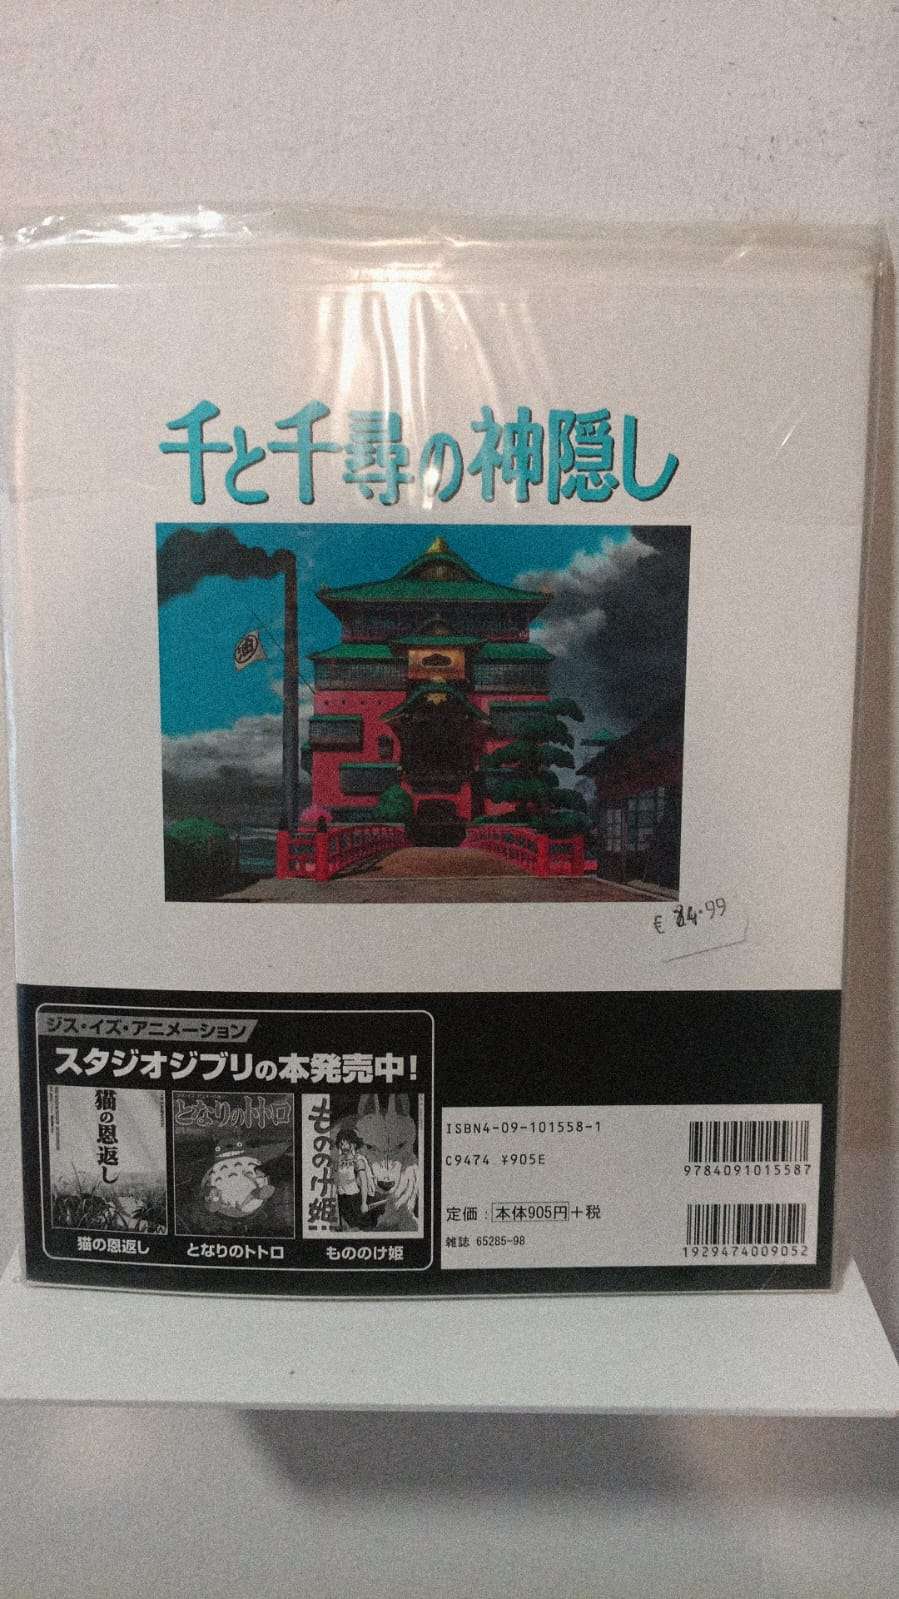 千と千尋の神隠し
油
€ 84.99
ジス・イズ・アニメーション
スタジオジブリの本発売中!
猫の恩返し
となりのトトロ
もののけ姫
猫の恩返し
となりのトトロ
もののけ姫
ISBN4-09-101558-1
C9474 ¥905E
定価:本体905円+税
雑誌 65285-98
9784091015587
1929474009052